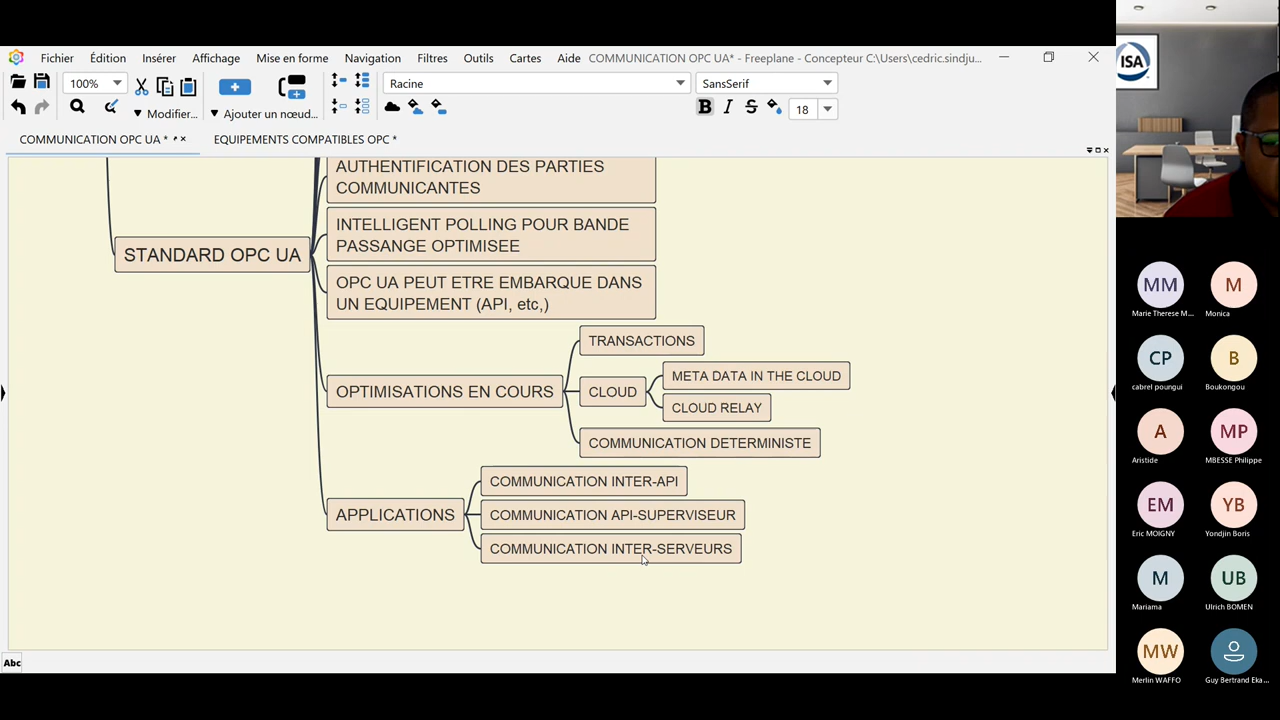 Fichier Édition Insérer Affichage Mise en forme Navigation Filtres Outils Cartes Aide COMMUNICATION OPC UA* - Freeplane - Concepteur C:\Users\cedric.sindju...
100% Racine SansSerif
Modifier... Ajouter un nœud... B I S 18
COMMUNICATION OPC UA * EQUIPEMENTS COMPATIBLES OPC *
AUTHENTIFICATION DES PARTIES
COMMUNICANTES
INTELLIGENT POLLING POUR BANDE
PASSANGE OPTIMISEE
STANDARD OPC UA
OPC UA PEUT ETRE EMBARQUE DANS
UN EQUIPEMENT (API, etc,)
TRANSACTIONS
OPTIMISATIONS EN COURS
CLOUD
META DATA IN THE CLOUD
CLOUD RELAY
COMMUNICATION DETERMINISTE
APPLICATIONS
COMMUNICATION INTER-API
COMMUNICATION API-SUPERVISEUR
COMMUNICATION INTER-SERVEURS
Abc
ISA
MM M
Marie Therese M... Monica
CP B
cabrel poungui Boukongou
A MP
Aristide MBESSE Philippe
EM YB
Eric MOIGNY Yondjin Boris
M UB
Mariama Ulrich BOMEN
MW
Merlin WAFFO Guy Bertrand Eka...